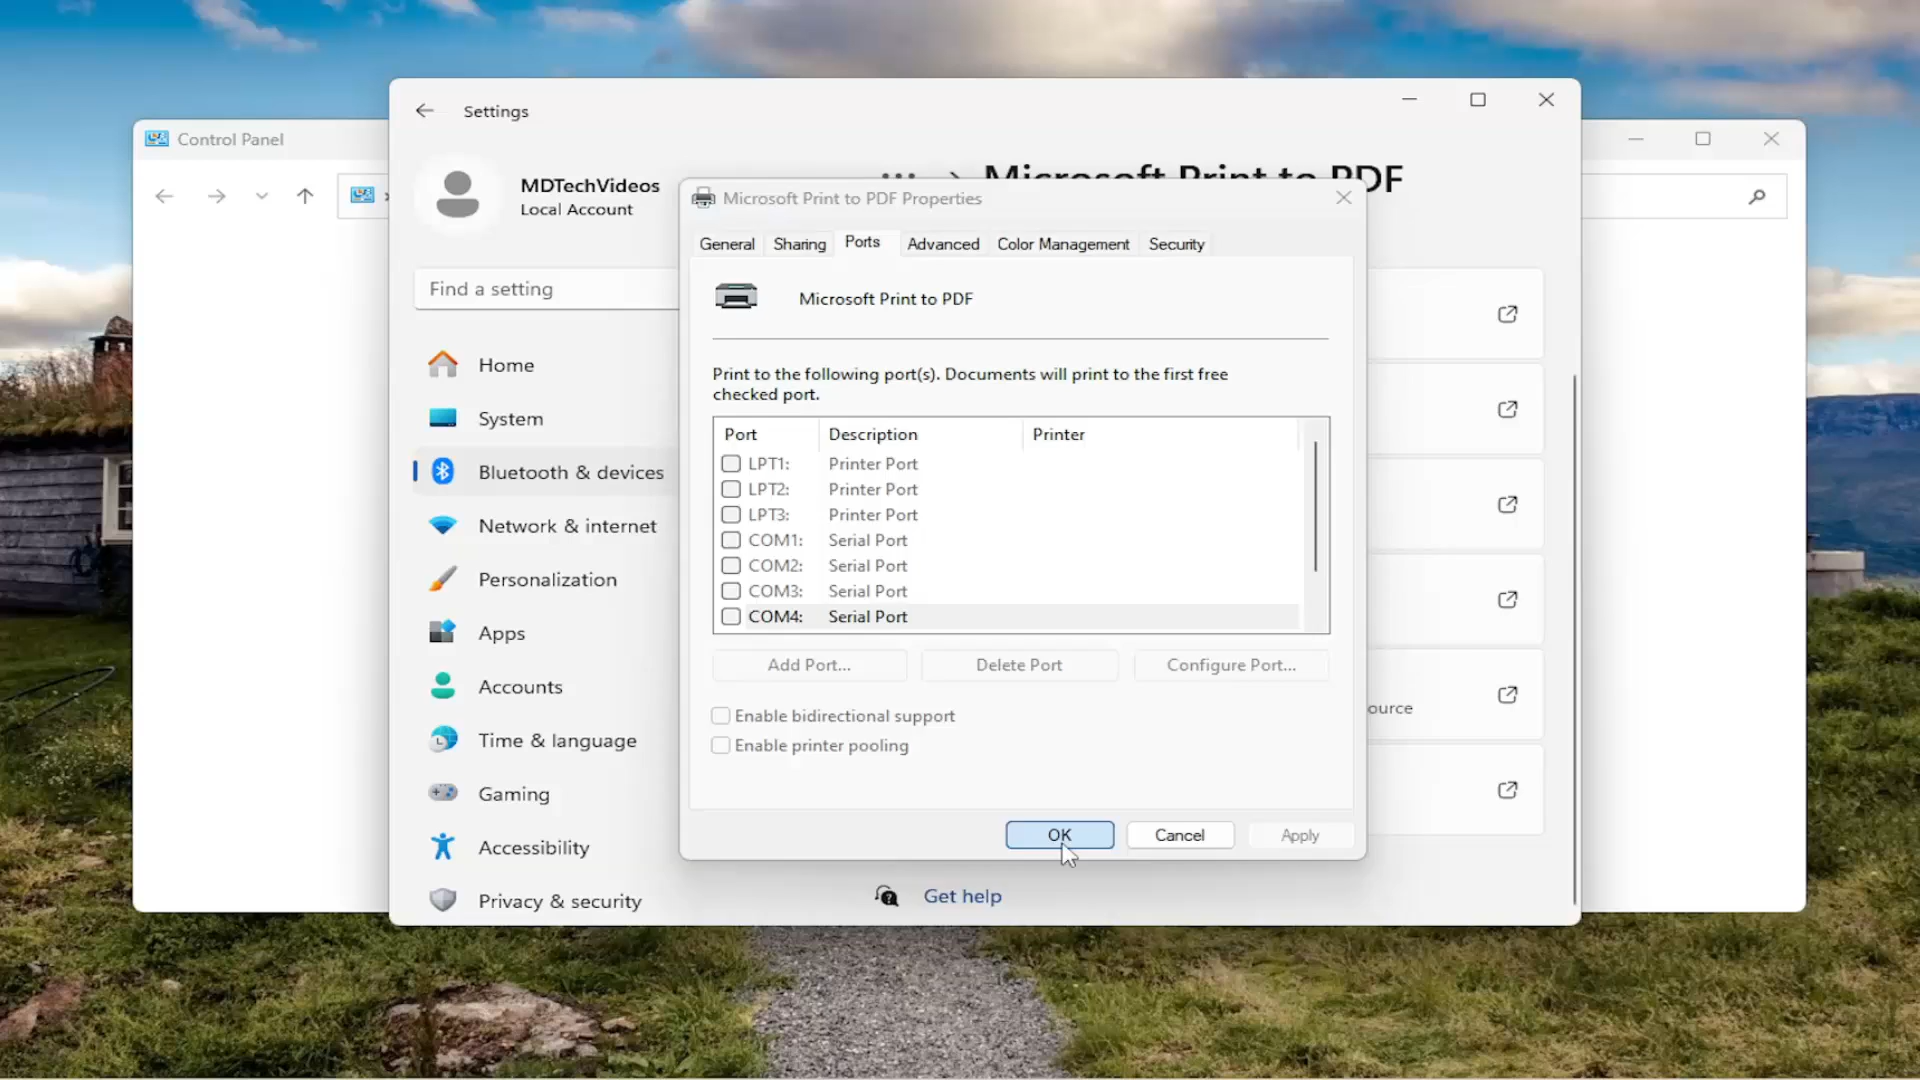 Control Panel
Settings
MDTechVideos
Local Account
Find a setting
Home
System
Bluetooth & devices
Network & internet
Personalization
Apps
Accounts
Time & language
Gaming
Accessibility
Privacy & security
Microsoft Print to PDF
Microsoft Print to PDF Properties
General Sharing Ports Advanced Color Management Security
Microsoft Print to PDF
Print to the following port(s). Documents will print to the first free
checked port.
Port Description Printer
LPT1: Printer Port
LPT2: Printer Port
LPT3: Printer Port
COM1: Serial Port
COM2: Serial Port
COM3: Serial Port
COM4: Serial Port
Add Port... Delete Port Configure Port...
Enable bidirectional support
Enable printer pooling
OK Cancel Apply
ource
Get help